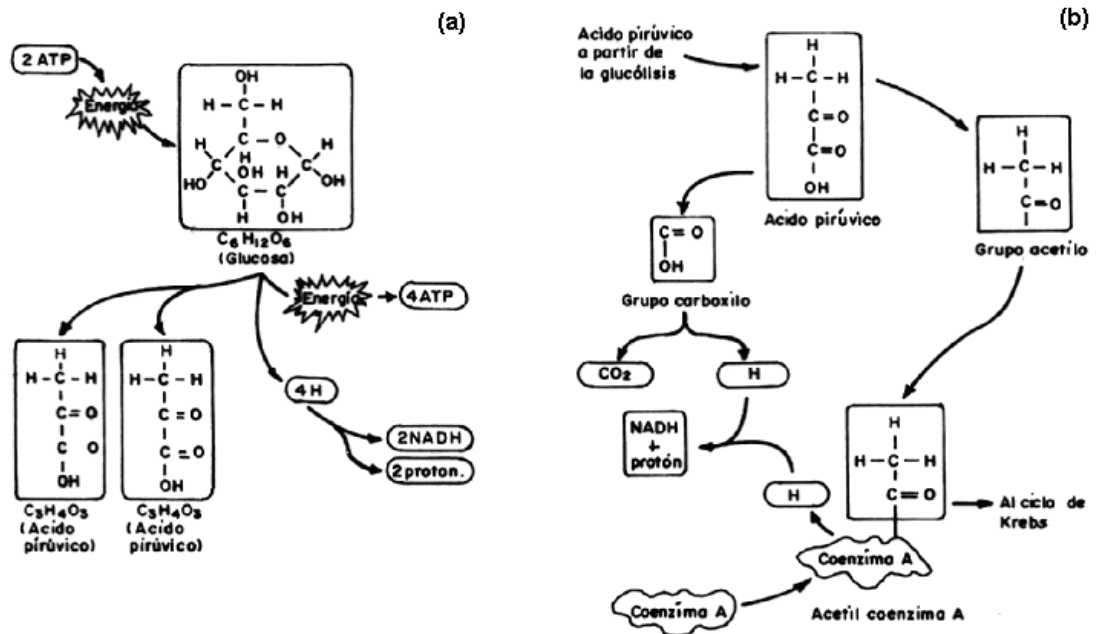 (a)
2 ATP
Energía
OH
H – C – H
C – O
H
H
C
H
OH
H
C
HO
C – C
OH
H
OH
C6H12O6
(Glucosa)
Energía
4ATP
H
H – C – H
C = O
C O
OH
C3H4O3
(Acido
pirúvico)
H
H – C – H
C = O
C = O
OH
C3H4O3
(Acido
pirúvico)
4H
2NADH
2proton.
(b)
Acido pirúvico
a partir de
la glucólisis
H
H – C – H
C = O
C = O
OH
Acido pirúvico
H
H – C – H
C = O
Grupo acetilo
C = O
OH
Grupo carboxilo
CO2
H
NADH
+
protón
H
H
H – C – H
C = O
Al ciclo de
Krebs
Coenzima A
Coenzima A
Acetil coenzima A